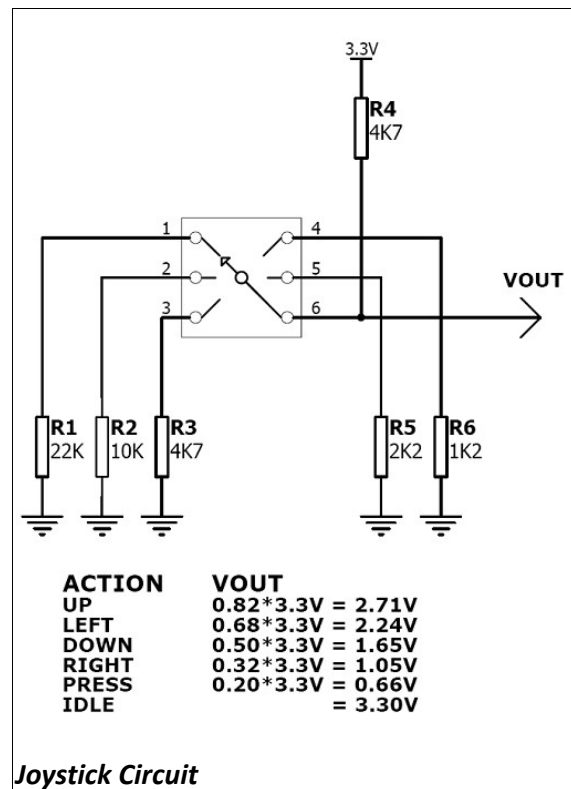 3.3V
R4
4K7
1
4
2
5
VOUT
3
6
R1 R2 R3 R5 R6
22K 10K 4K7 2K2 1K2
ACTION VOUT
UP 0.82*3.3V = 2.71V
LEFT 0.68*3.3V = 2.24V
DOWN 0.50*3.3V = 1.65V
RIGHT 0.32*3.3V = 1.05V
PRESS 0.20*3.3V = 0.66V
IDLE = 3.30V
Joystick Circuit